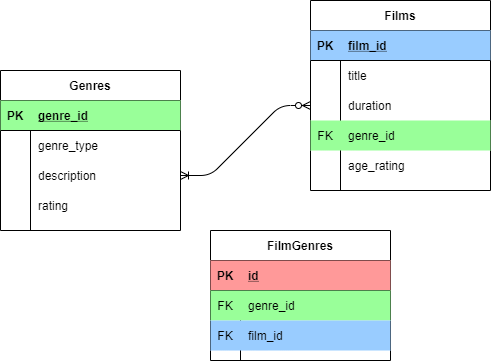 Films
PK film_id
title
duration
FK genre_id
age_rating
Genres
PK genre_id
genre_type
description
rating
FilmGenres
PK id
FK genre_id
FK film_id